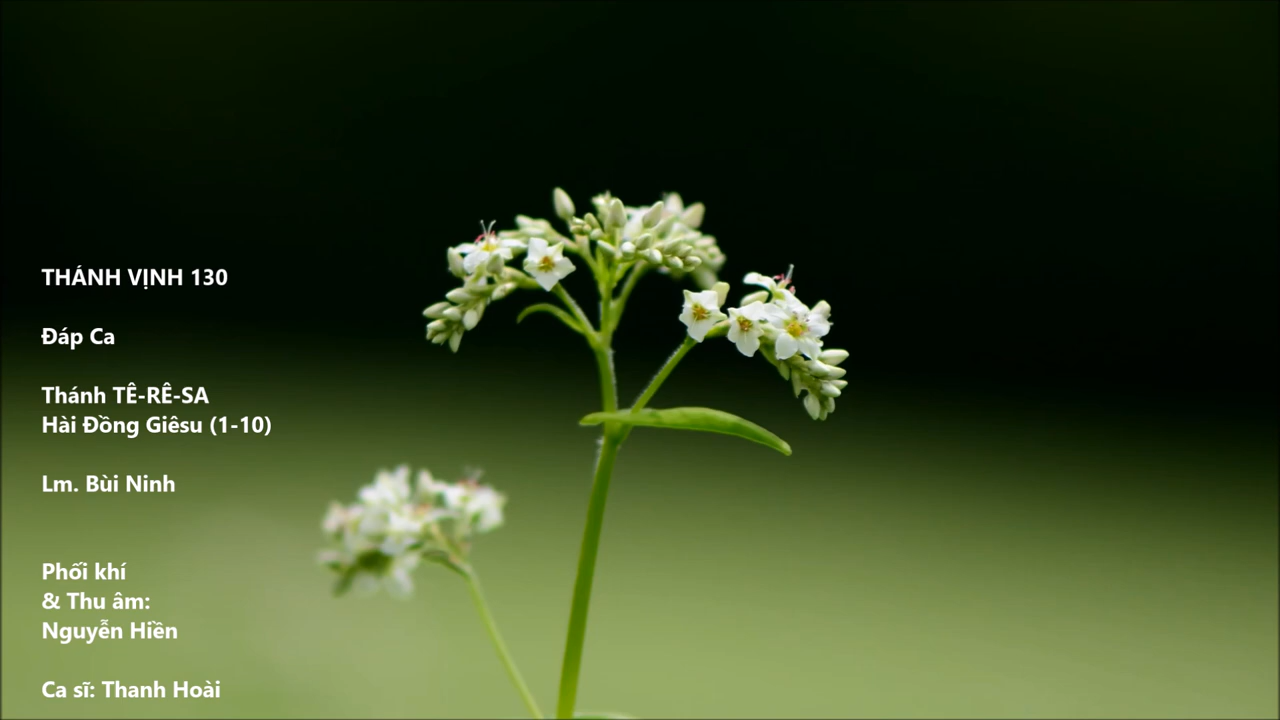 THÁNH VỊNH 130
Đáp Ca
Thánh TÊ-RÊ-SA
Hài Đồng Giêsu (1-10)
Lm. Bùi Ninh
Phối khí
& Thu âm:
Nguyễn Hiền
Ca sĩ: Thanh Hoài